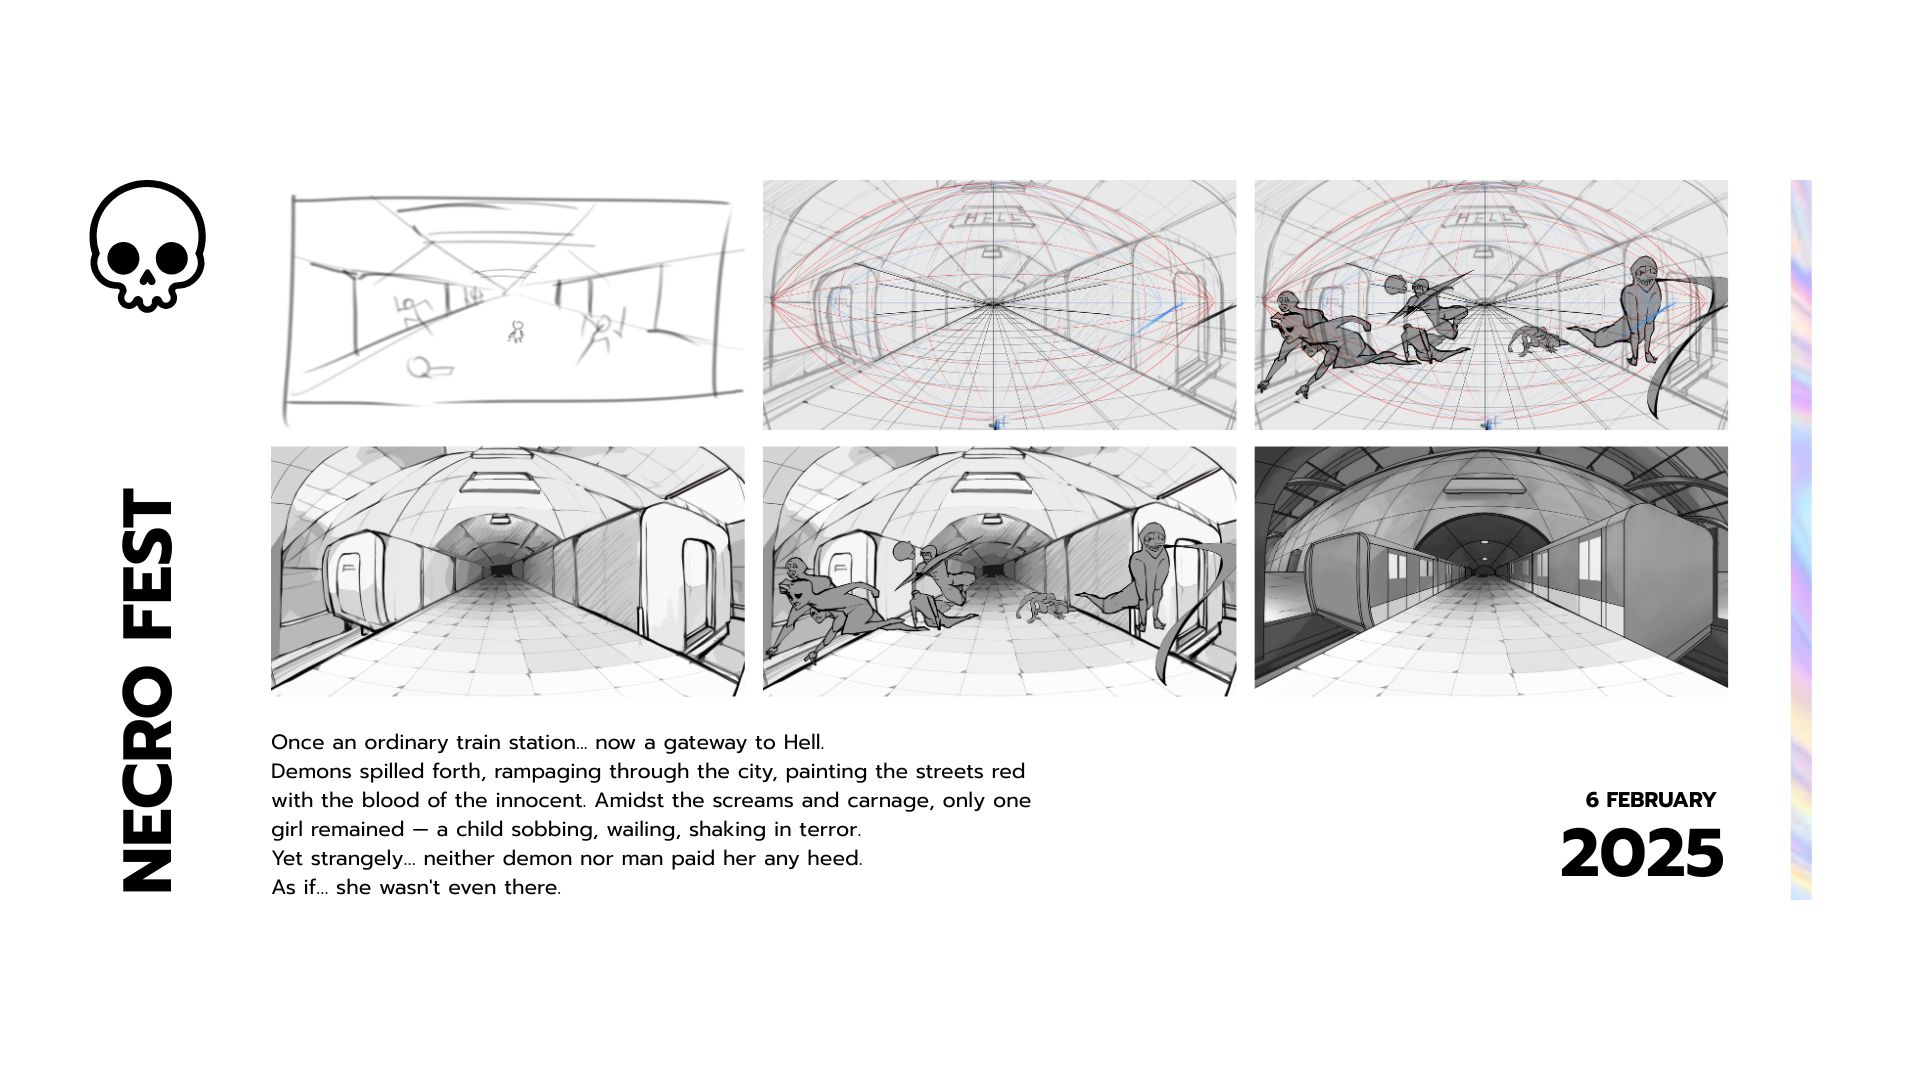 HELL
HELL
NECRO FEST
Once an ordinary train station... now a gateway to Hell.
Demons spilled forth, rampaging through the city, painting the streets red
with the blood of the innocent. Amidst the screams and carnage, only one
girl remained — a child sobbing, wailing, shaking in terror.
Yet strangely... neither demon nor man paid her any heed.
As if... she wasn't even there.
6 FEBRUARY
2025